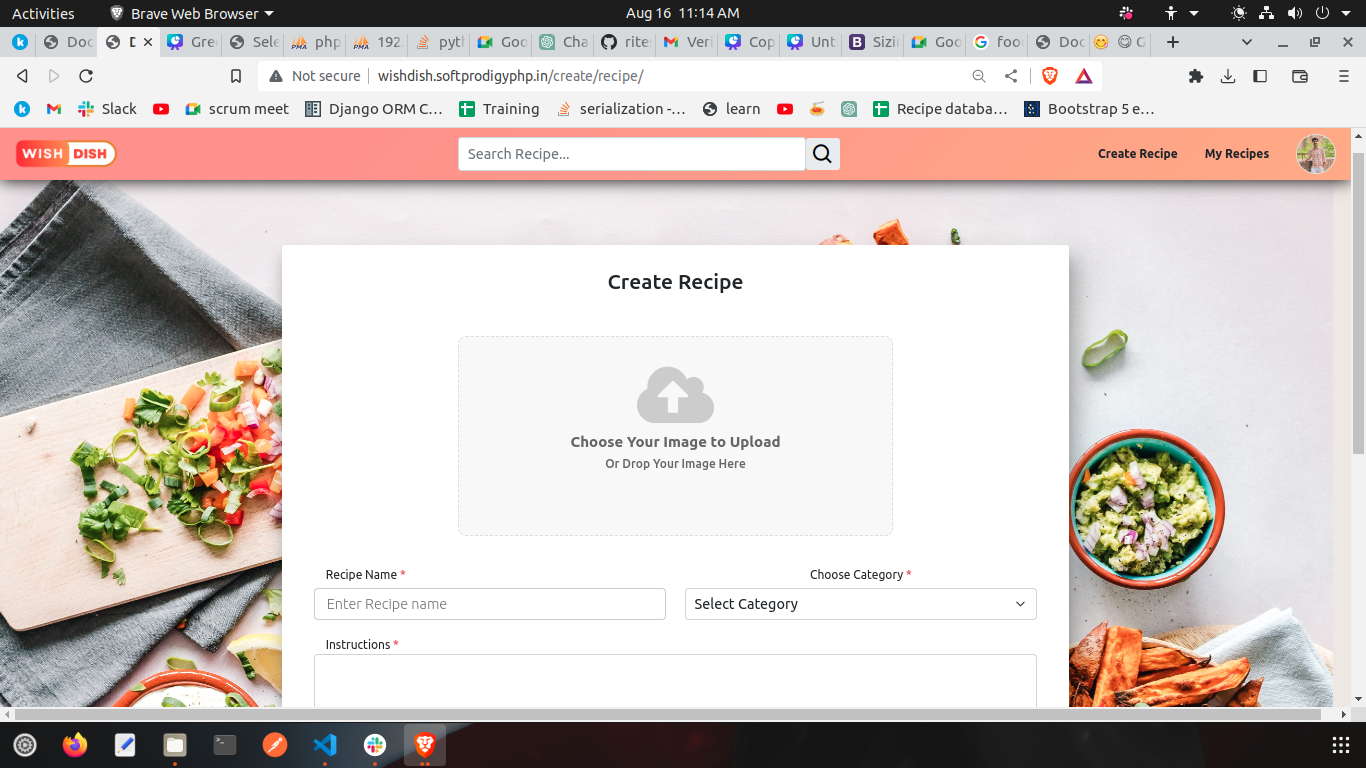 Activities Brave Web Browser Aug 16 11:14 AM
Doc D Gre Sele php 192. pyth Goo Cha rites Veri Cop Unt Sizin Goo food Doc G
Not secure wishdish.softprodigyphp.in/create/recipe/
Slack scrum meet Django ORM C… Training serialization -… learn Recipe databa… Bootstrap 5 e…
WISH DISH Search Recipe... Create Recipe My Recipes
Create Recipe
Choose Your Image to Upload
Or Drop Your Image Here
Recipe Name * Choose Category *
Enter Recipe name Select Category
Instructions *